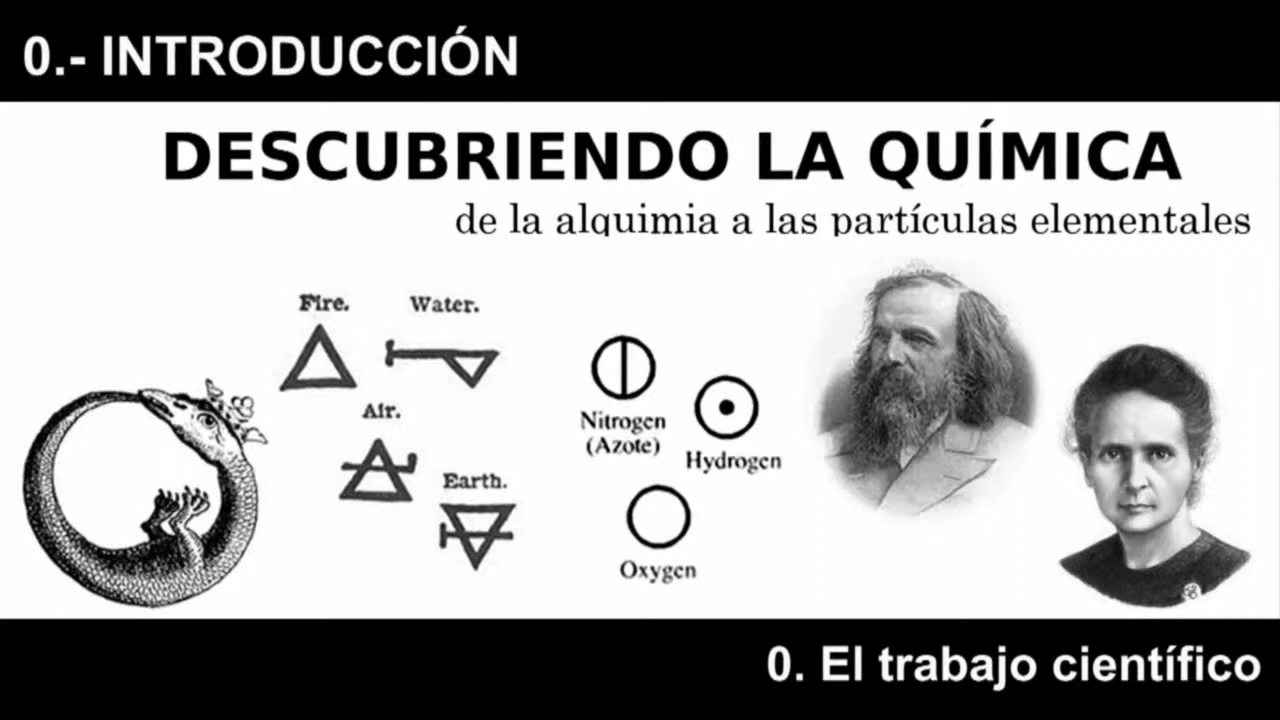 0.- INTRODUCCIÓN
DESCUBRIENDO LA QUÍMICA
de la alquimia a las partículas elementales
Fire.
Water.
Air.
Earth.
Nitrogen
(Azote)
Hydrogen
Oxygen
0. El trabajo científico